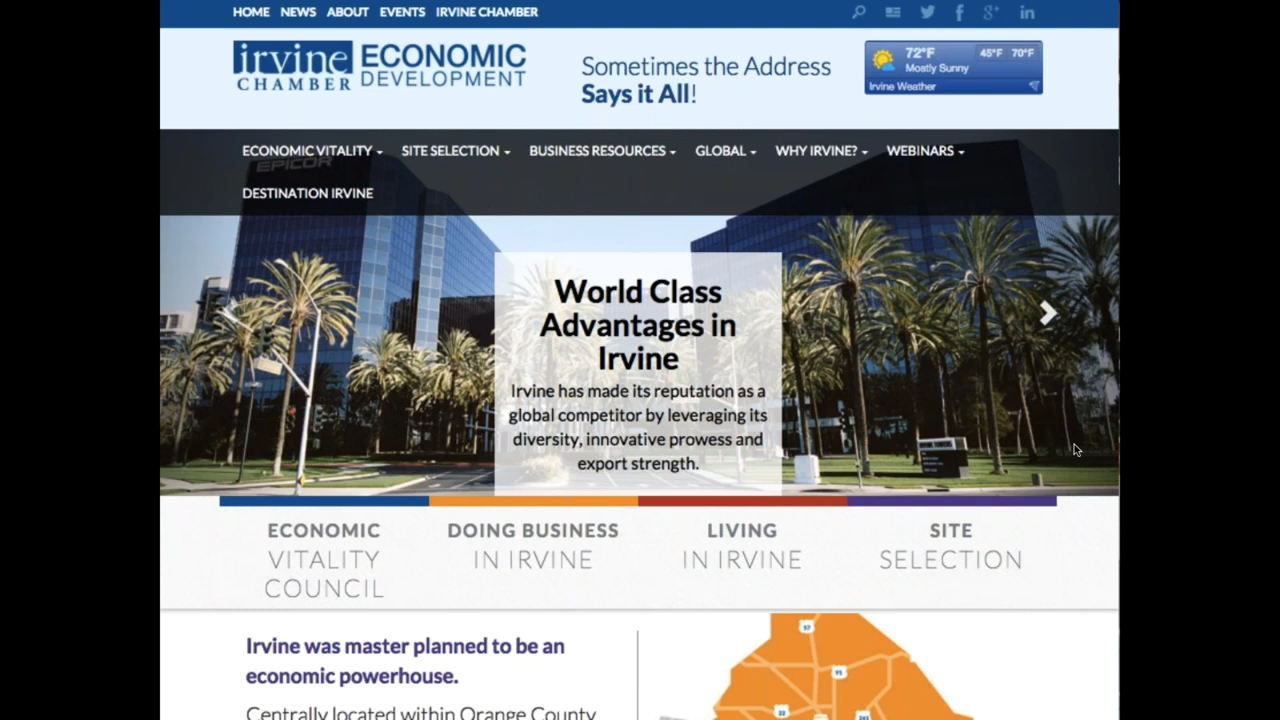 HOME NEWS ABOUT EVENTS IRVINE CHAMBER
irvine
CHAMBER
ECONOMIC
DEVELOPMENT
Sometimes the Address
Says it All!
72°F
45°F 70°F
Mostly Sunny
Irvine Weather
ECONOMIC VITALITY SITE SELECTION BUSINESS RESOURCES GLOBAL WHY IRVINE? WEBINARS
EPICOR
DESTINATION IRVINE
World Class
Advantages in
Irvine
Irvine has made its reputation as a
global competitor by leveraging its
diversity, innovative prowess and
export strength.
ECONOMIC
VITALITY
COUNCIL
DOING BUSINESS
IN IRVINE
LIVING
IN IRVINE
SITE
SELECTION
Irvine was master planned to be an
economic powerhouse.
Centrally located within Orange County
57
91
22